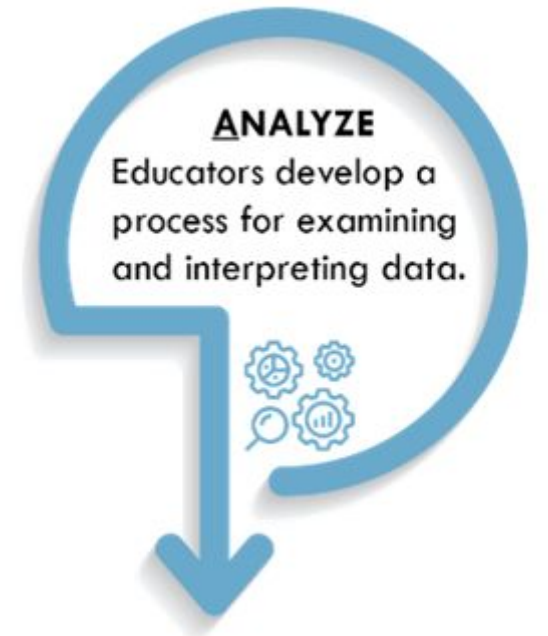 ANALYZE
Educators develop a
process for examining
and interpreting data.